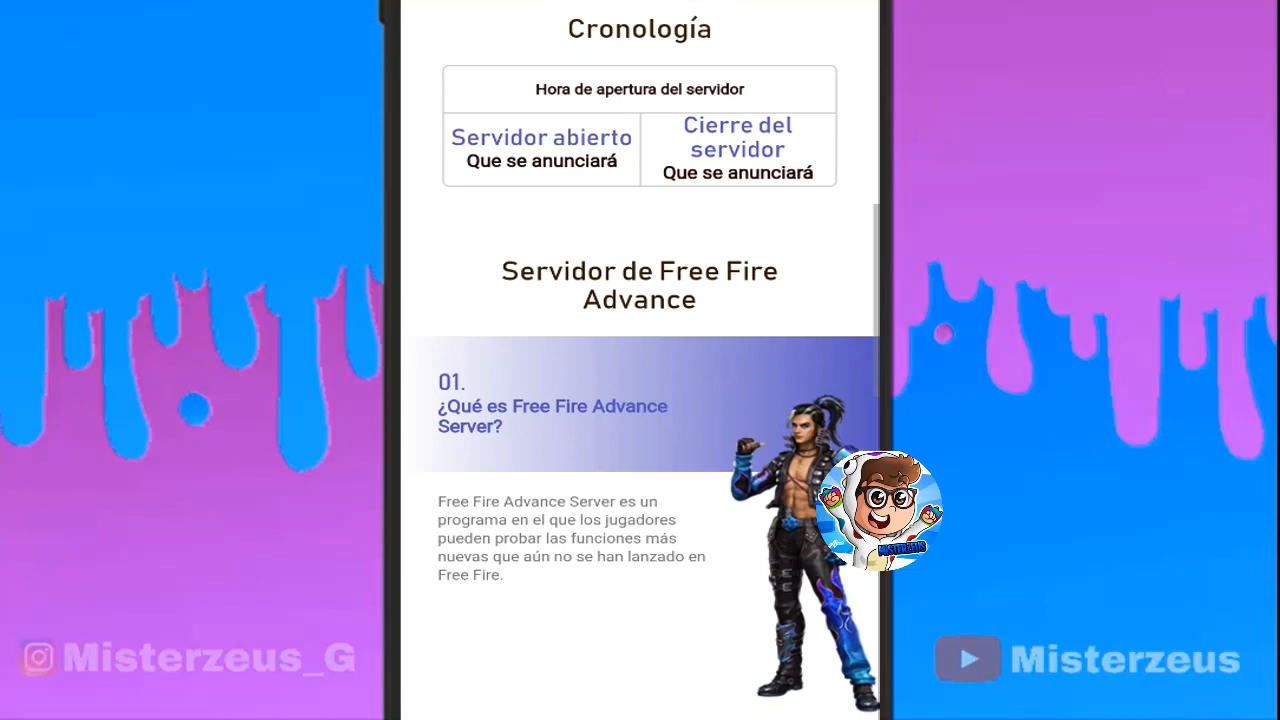 Cronología
Hora de apertura del servidor
Servidor abierto
Que se anunciará
Cierre del
servidor
Que se anunciará
Servidor de Free Fire
Advance
01.
¿Qué es Free Fire Advance
Server?
Free Fire Advance Server es un
programa en el que los jugadores
pueden probar las funciones más
nuevas que aún no se han lanzado en
Free Fire.
MISTERZEUS
Misterzeus_G
Misterzeus